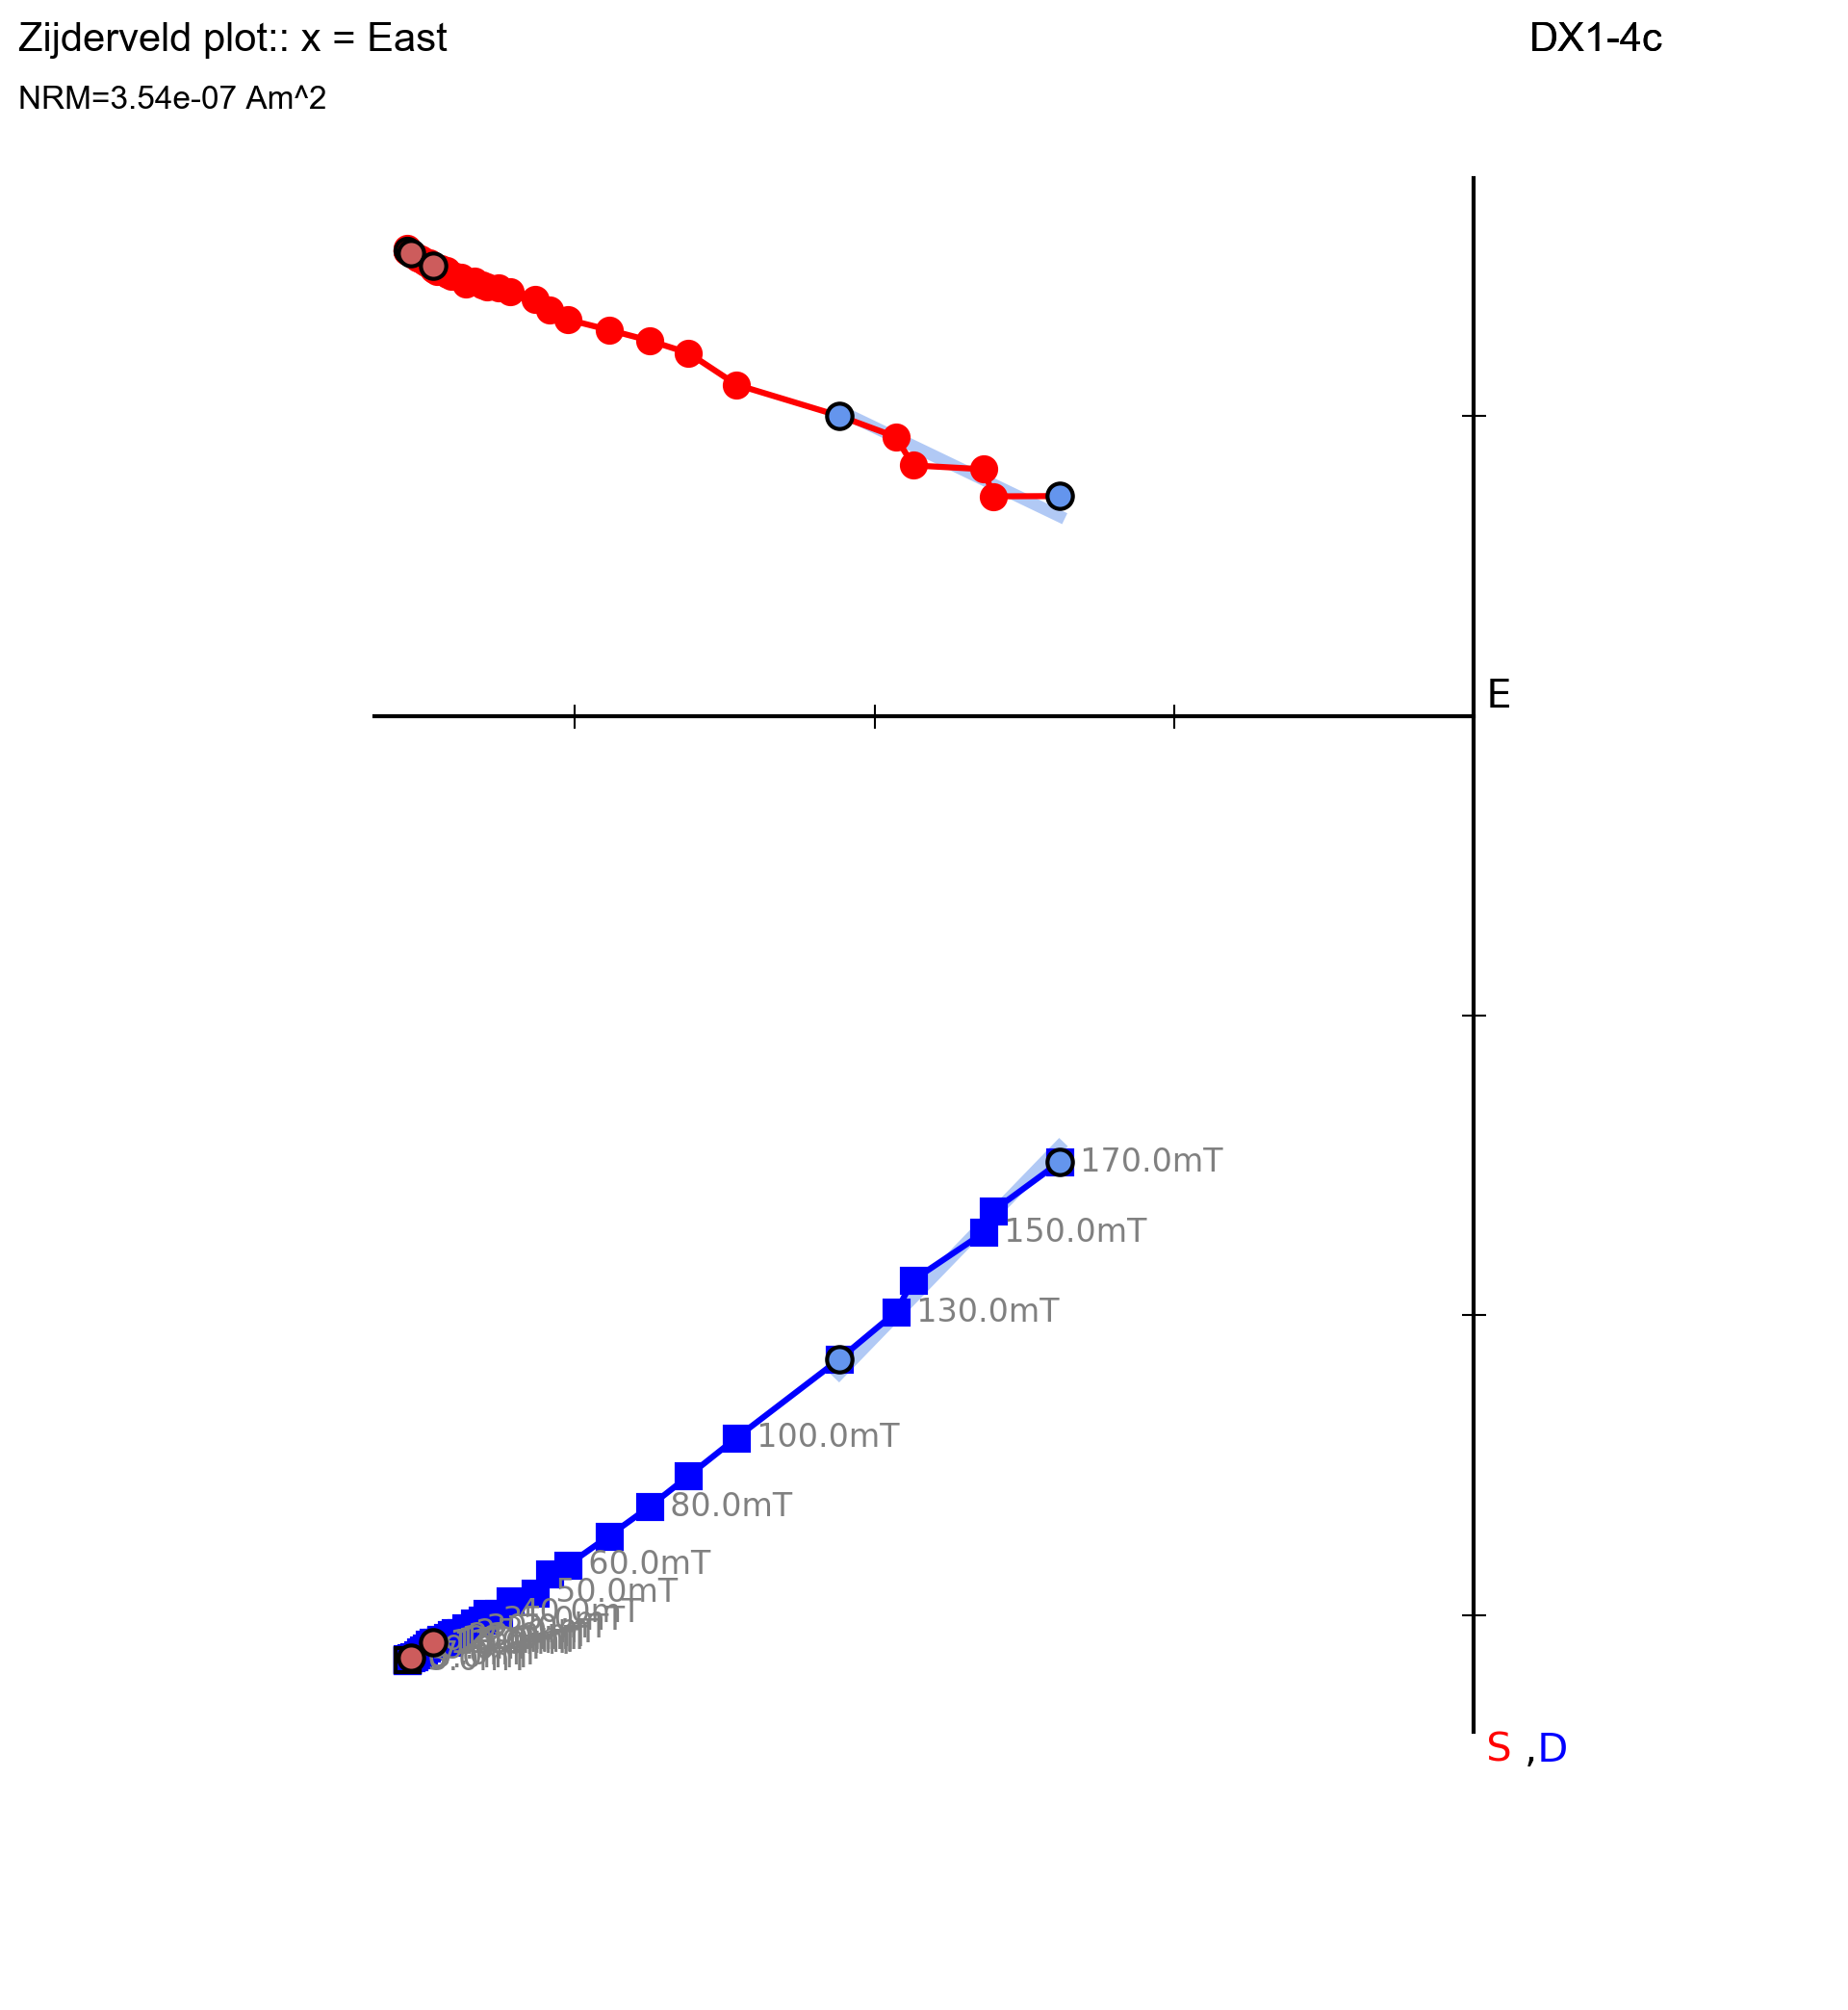 Zijderveld plot:: x = East
DX1-4c
NRM=3.54e-07 Am^2
E
170.0mT
150.0mT
130.0mT
100.0mT
80.0mT
60.0mT
50.0mT
S ,D